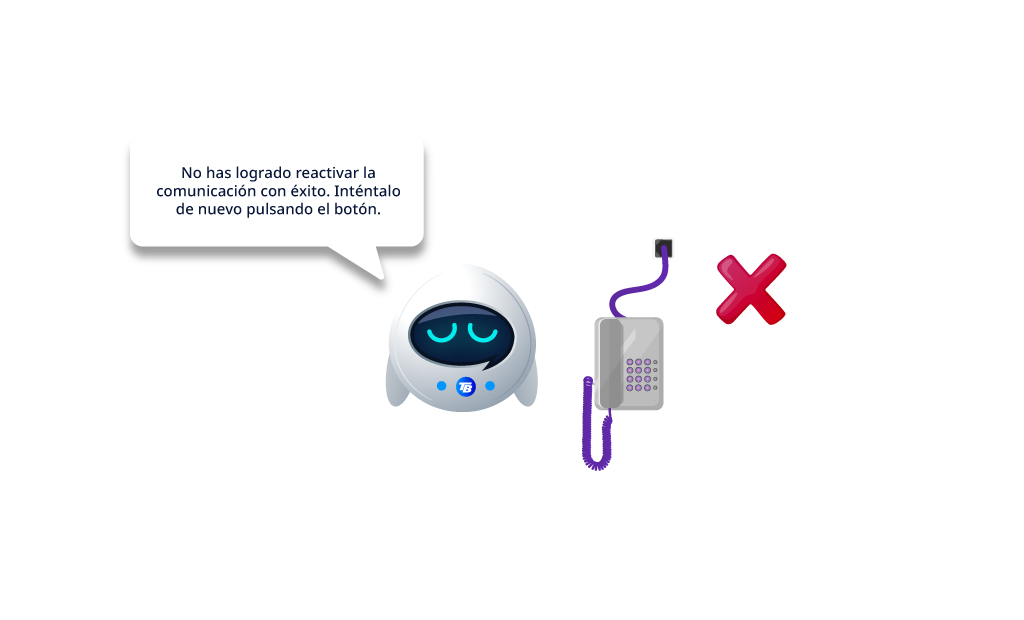 No has logrado reactivar la
comunicación con éxito. Inténtalo
de nuevo pulsando el botón.
TB